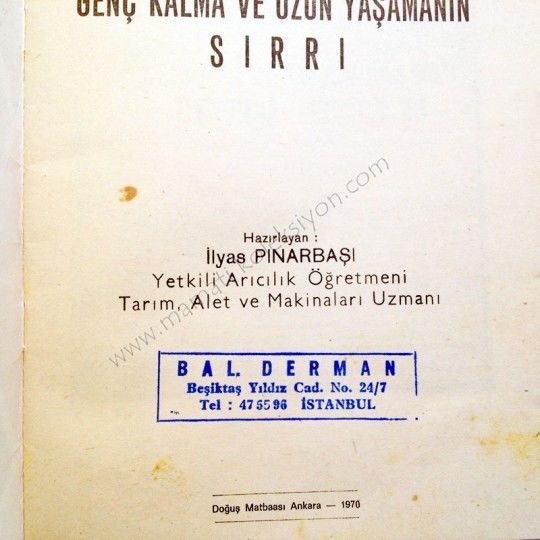 GENÇ KALMA VE UZUN YAŞAMANIN
SIRRI
Hazırlayan :
İlyas PINARBAŞI
Yetkili Arıcılık Öğretmeni
Tarım, Alet ve Makinaları Uzmanı
BAL. DERMAN
Beşiktaş Yıldız Cad. No. 24/7
Tel : 47 55 96 İSTANBUL
Doğuş Matbaası Ankara — 1970